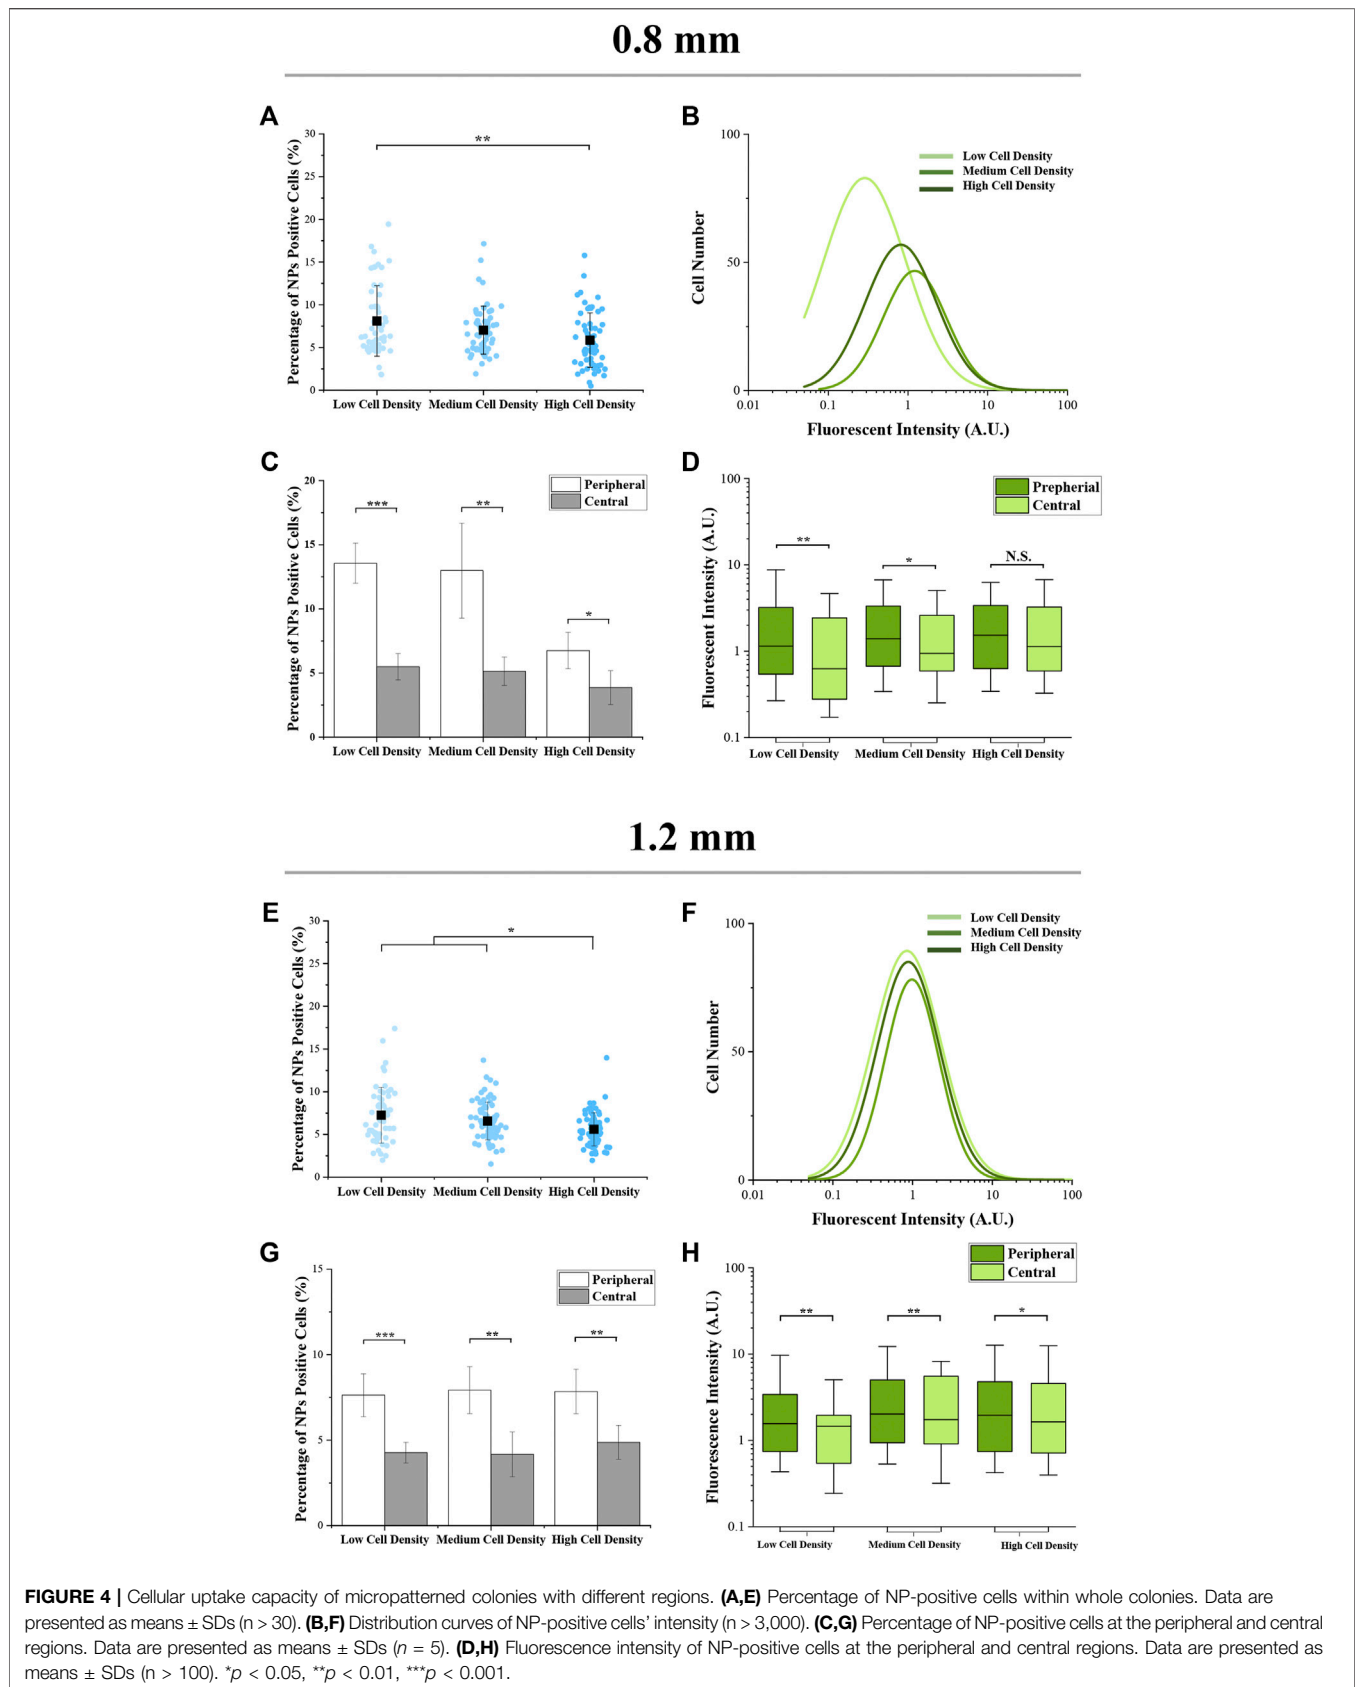 0.8 mm
A
Percentage of NPs Positive Cells (%)
30
25
20
15
10
5
0
**
Low Cell Density
Medium Cell Density
High Cell Density
B
Cell Number
100
50
0
Low Cell Density
Medium Cell Density
High Cell Density
0.01
0.1
1
10
100
Fluorescent Intensity (A.U.)
C
Percentage of NPs Positive Cells (%)
20
15
10
5
0
Peripheral
Central
***
**
*
Low Cell Density
Medium Cell Density
High Cell Density
D
Fluorescent Intensity (A.U.)
100
10
1
0.1
Prepherial
Central
**
*
N.S.
Low Cell Density
Medium Cell Density
High Cell Density
1.2 mm
E
Percentage of NPs Positive Cells (%)
30
25
20
15
10
5
0
*
Low Cell Density
Medium Cell Density
High Cell Density
F
Cell Number
100
50
0
Low Cell Density
Medium Cell Density
High Cell Density
0.01
0.1
1
10
100
Fluorescent Intensity (A.U.)
G
Percentage of NPs Positive Cells (%)
15
10
5
0
Peripheral
Central
***
**
**
Low Cell Density
Medium Cell Density
High Cell Density
H
Fluorescence Intensity (A.U.)
100
10
1
0.1
Peripheral
Central
**
**
*
Low Cell Density
Medium Cell Density
High Cell Density
FIGURE 4 | Cellular uptake capacity of micropatterned colonies with different regions. (A,E) Percentage of NP-positive cells within whole colonies. Data are
presented as means ± SDs (n > 30). (B,F) Distribution curves of NP-positive cells' intensity (n > 3,000). (C,G) Percentage of NP-positive cells at the peripheral and central
regions. Data are presented as means ± SDs (n = 5). (D,H) Fluorescence intensity of NP-positive cells at the peripheral and central regions. Data are presented as
means ± SDs (n > 100). *p < 0.05, **p < 0.01, ***p < 0.001.